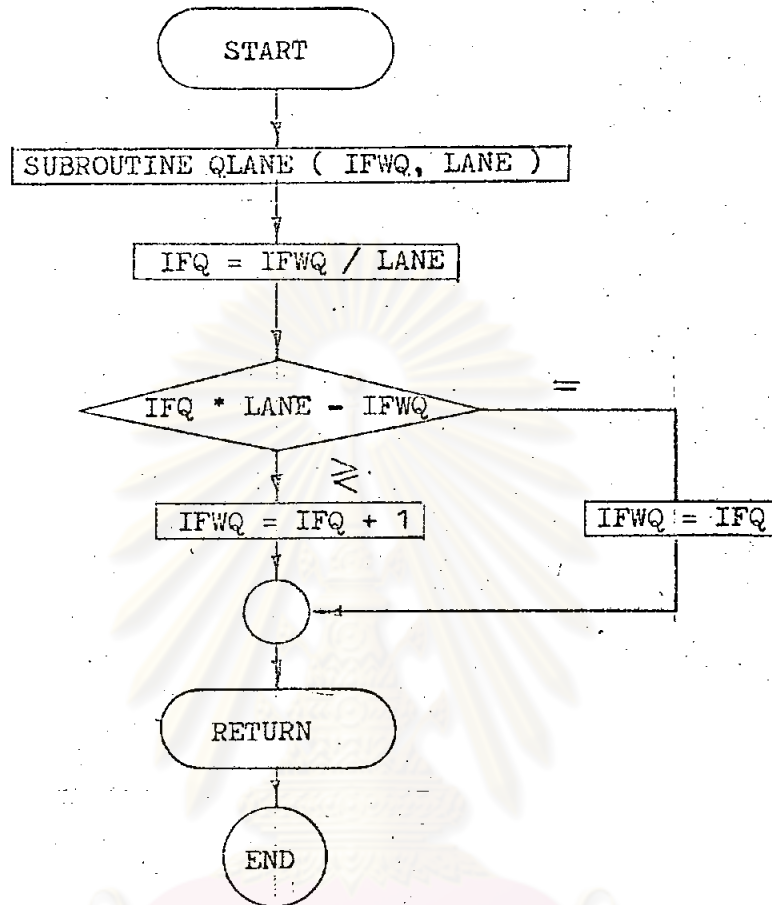 START
SUBROUTINE QLANE ( IFWQ, LANE )
IFQ = IFWQ / LANE
IFQ * LANE - IFWQ
=
≷
IFWQ = IFQ + 1
IFWQ = IFQ
RETURN
END